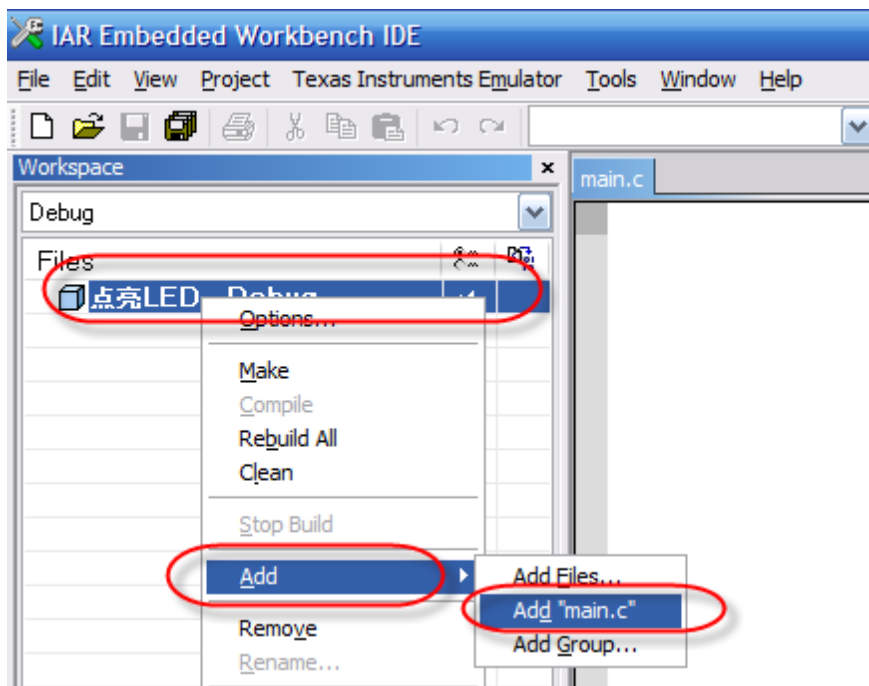 IAR Embedded Workbench IDE
File Edit View Project Texas Instruments Emulator Tools Window Help
Workspace
main.c
Debug
Files
点亮LED - Debug
Options...
Make
Compile
Rebuild All
Clean
Stop Build
Add
Add Files...
Add "main.c"
Remove
Add Group...
Rename...